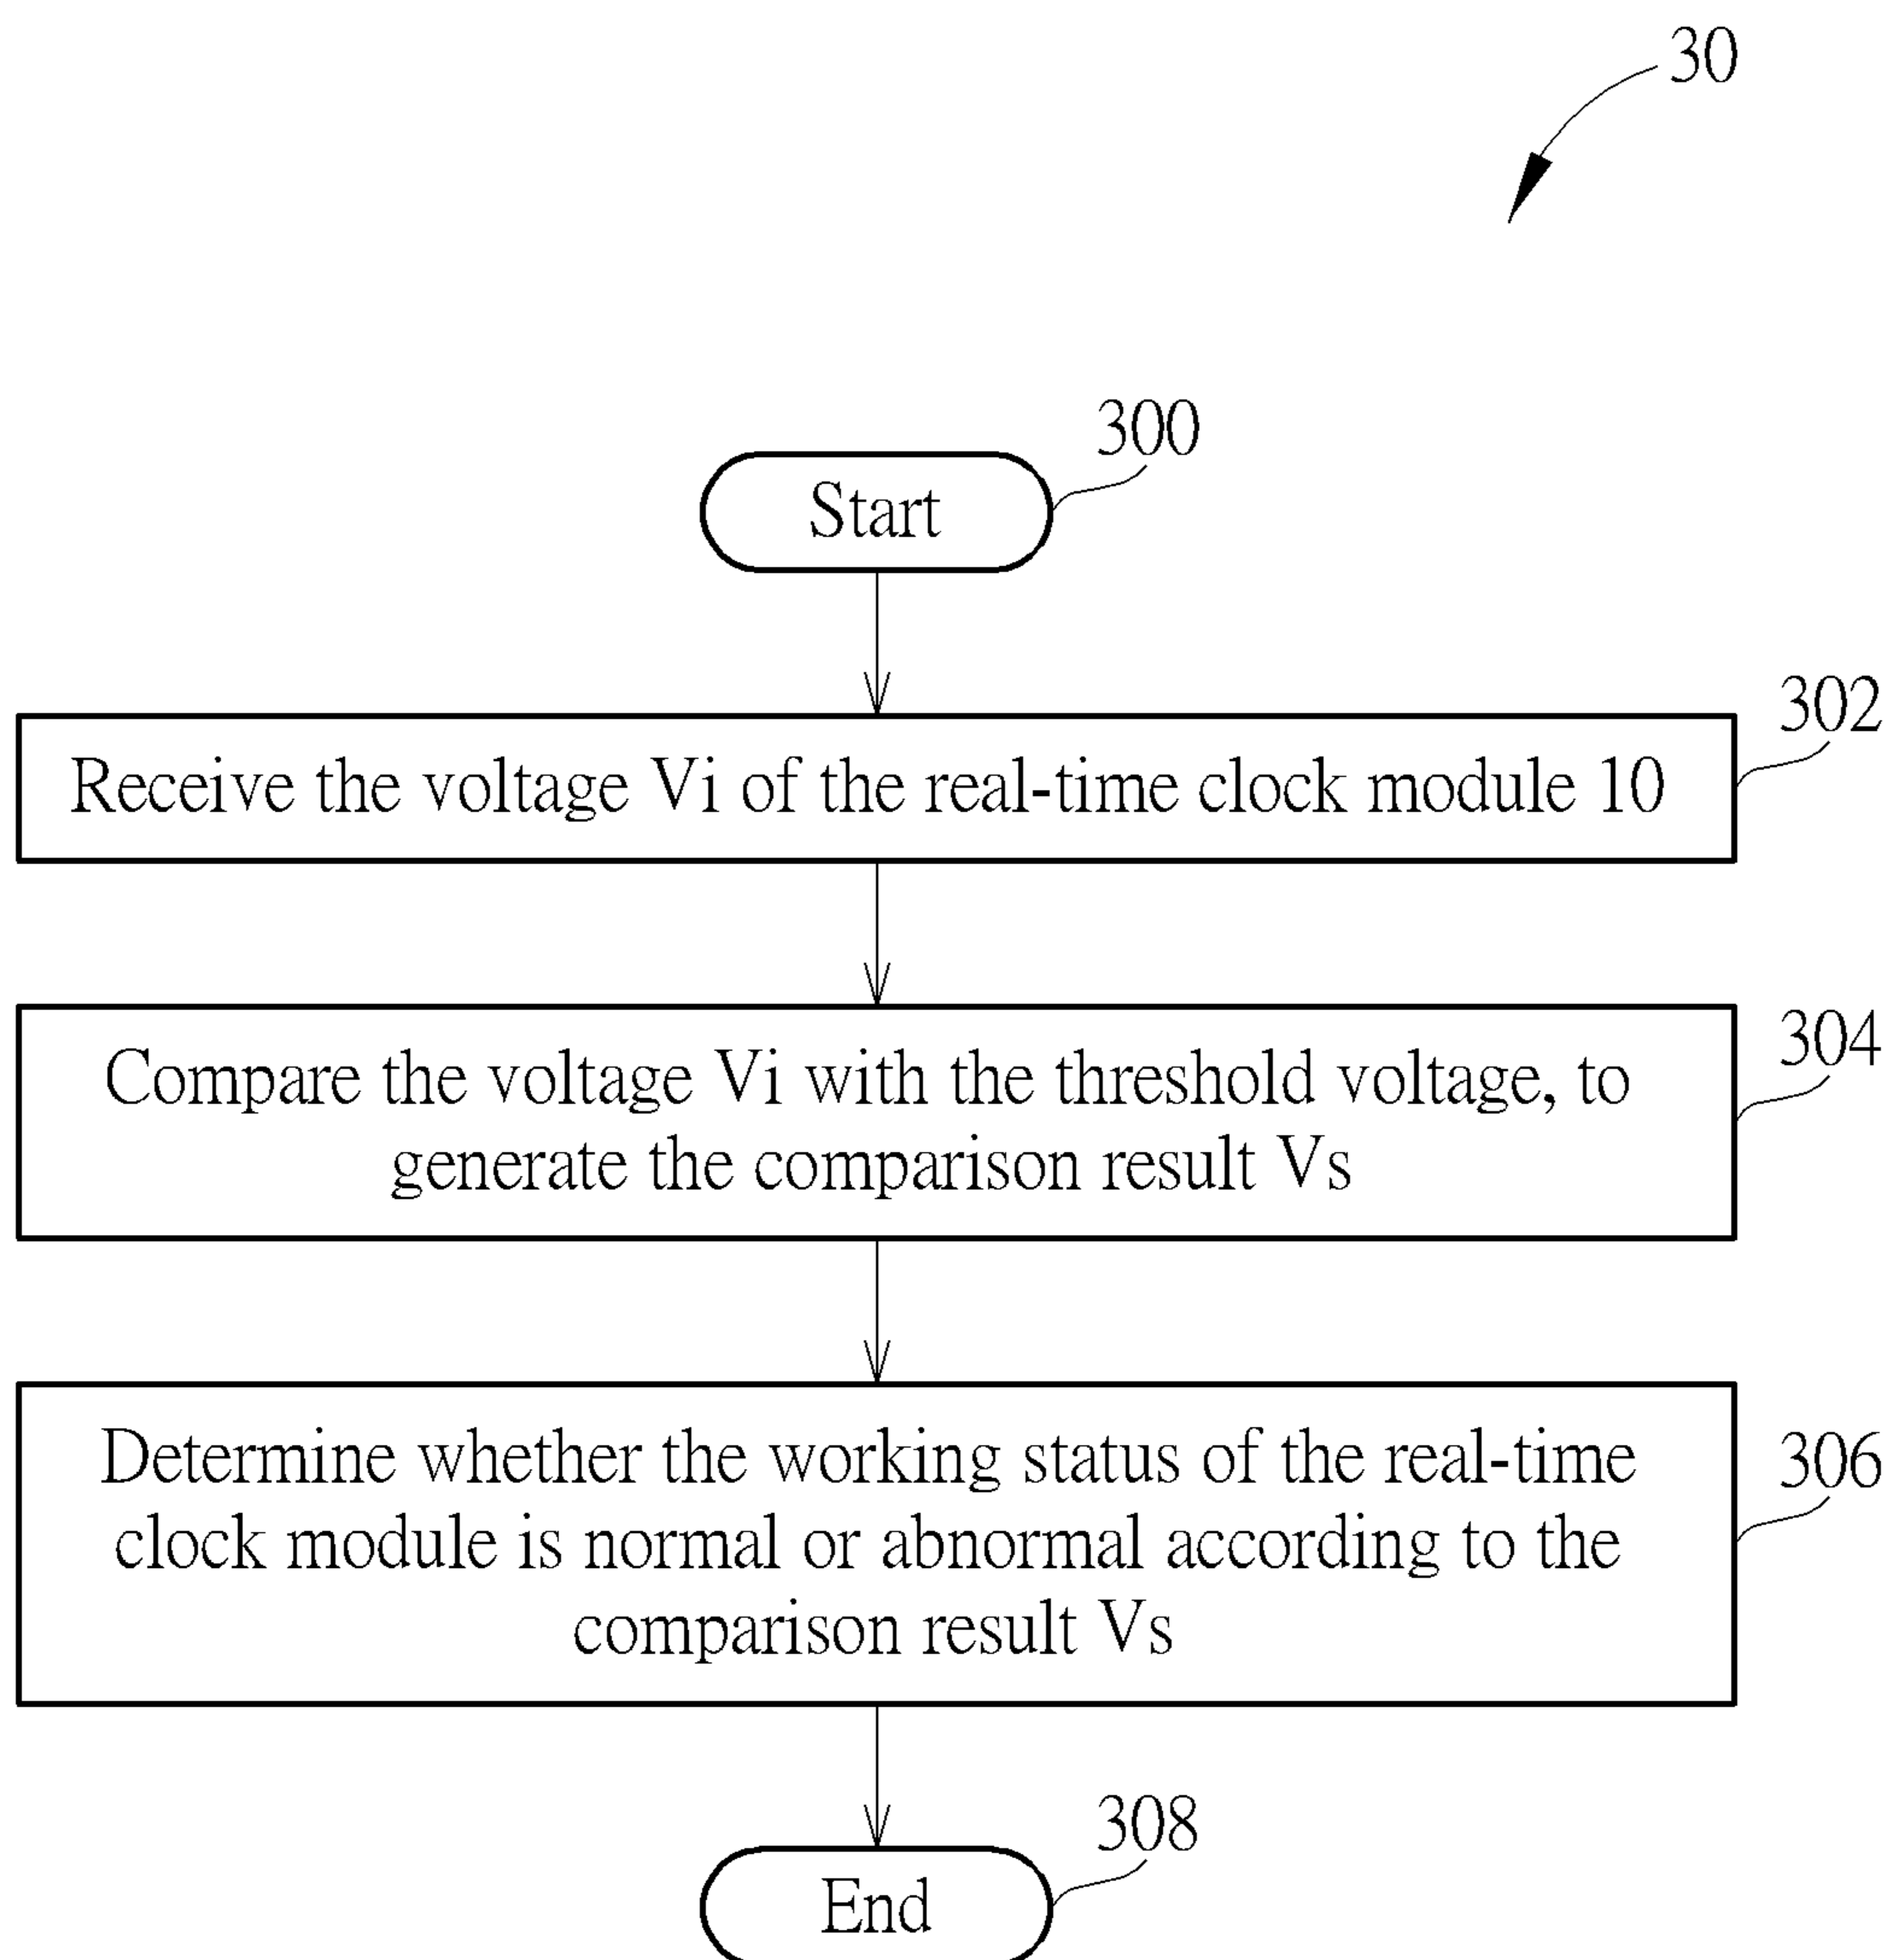 30
300
Start
302
Receive the voltage Vi of the real-time clock module 10
304
Compare the voltage Vi with the threshold voltage, to
generate the comparison result Vs
306
Determine whether the working status of the real-time
clock module is normal or abnormal according to the
comparison result Vs
308
End